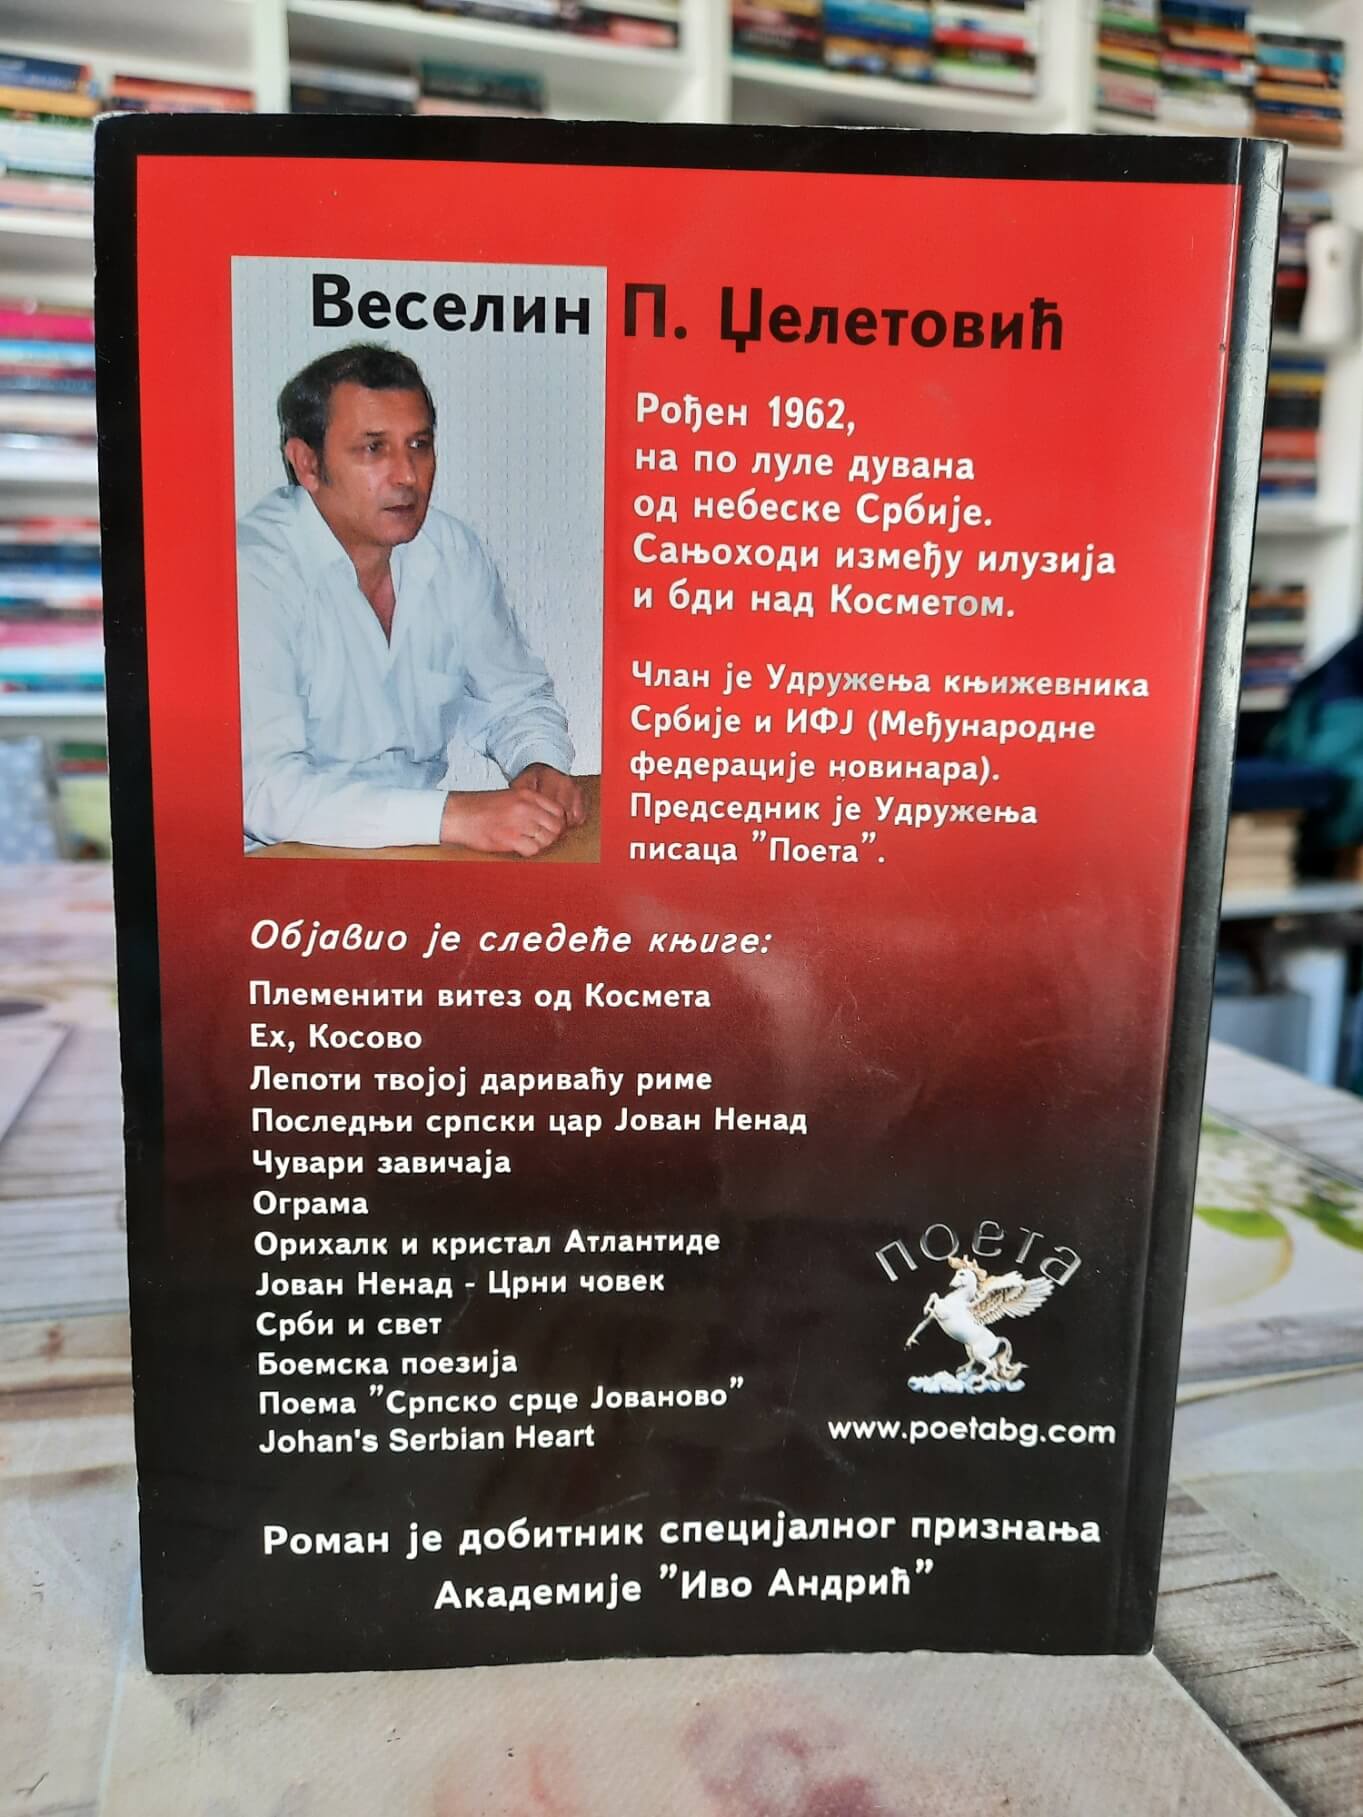 Веселин П. Џелетовић
Рођен 1962,
на по луле дувана
од небеске Србије.
Сањоходи између илузија
и бди над Косметом.
Члан је Удружења књижевника
Србије и ИФЈ (Међународне
федерације новинара).
Председник је Удружења
писаца "Поета".
Објавио је следеће књиге:
Племенити витез од Космета
Ех, Косово
Лепоти твојој дариваћу риме
Последњи српски цар Јован Ненад
Чувари завичаја
Ограма
Орихалк и кристал Атлантиде
Јован Ненад - Црни човек
Срби и свет
Боемска поезија
Поема "Српско срце Јованово"
Johan's Serbian Heart
поета
www.poetabg.com
Роман је добитник специјалног признања
Академије "Иво Андрић"